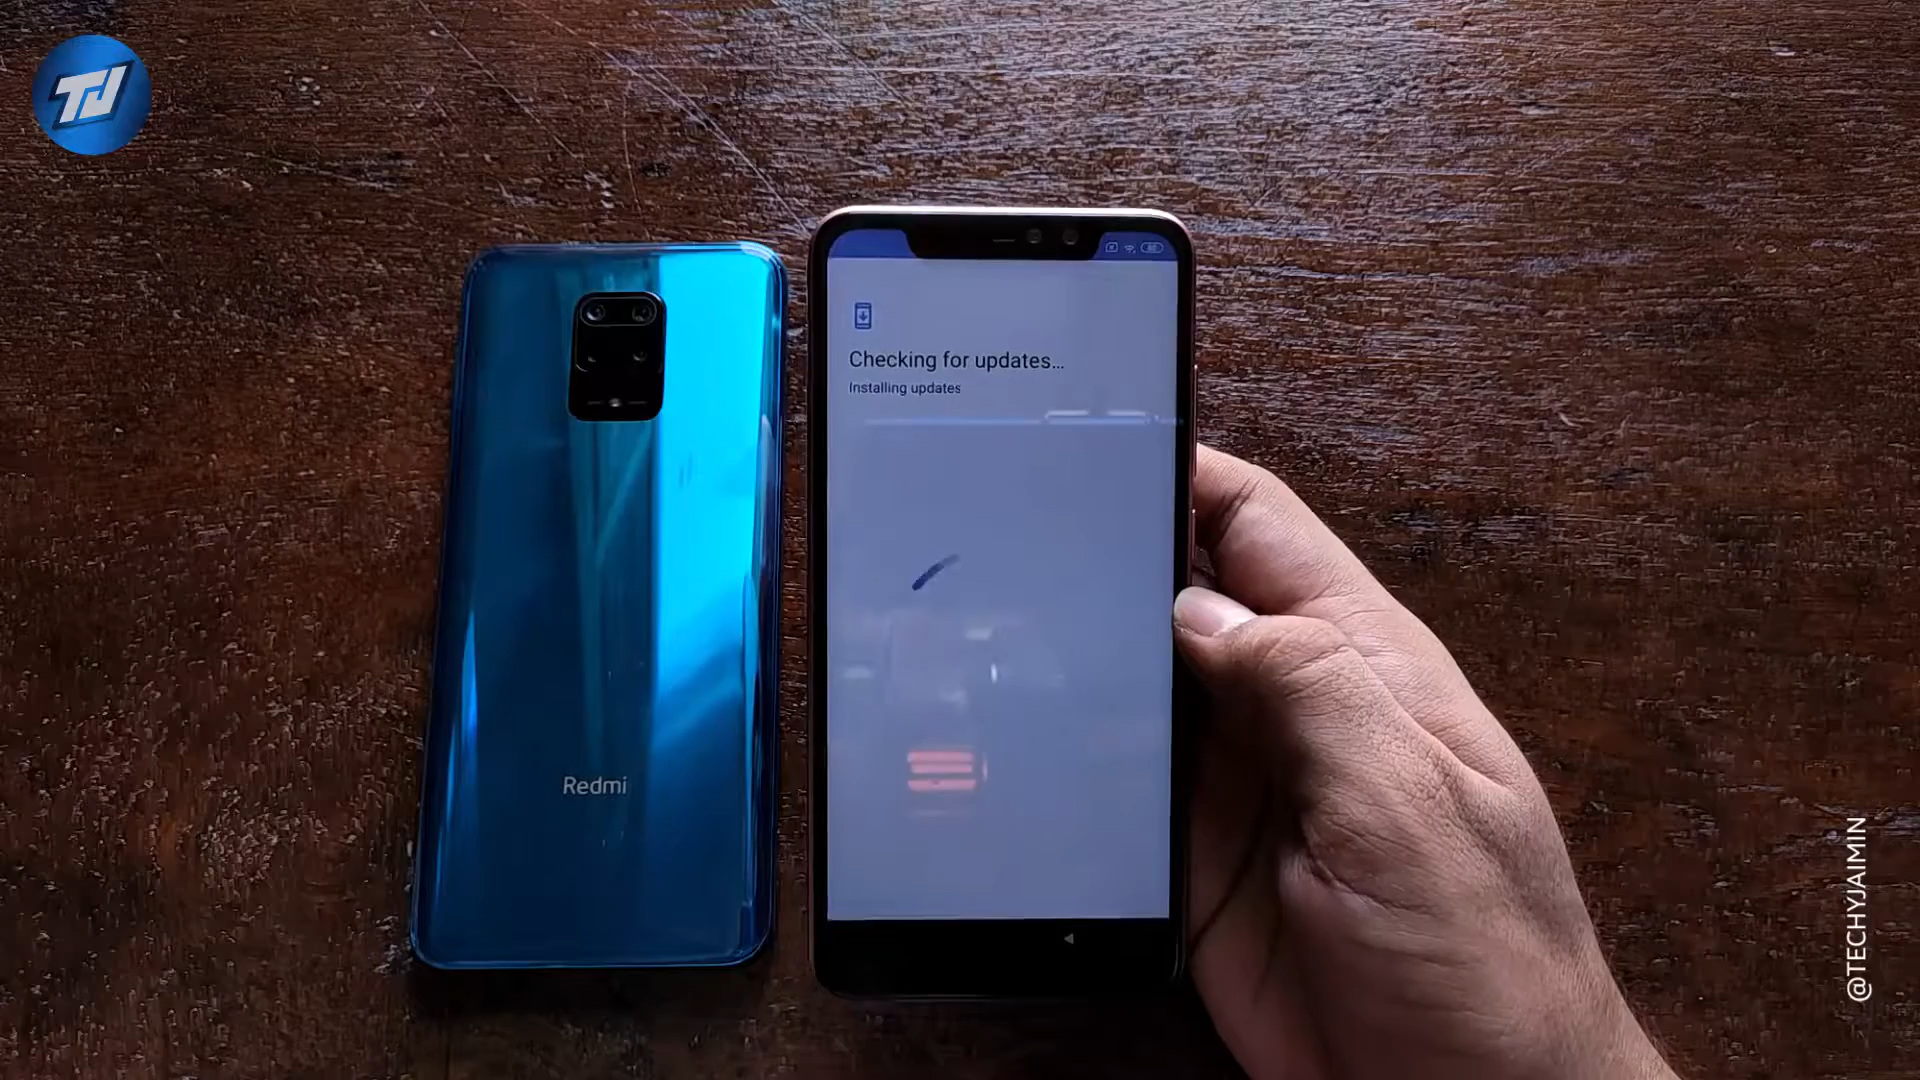 TJ
Checking for updates...
Installing updates
Redmi
@TECHYJAIMIN